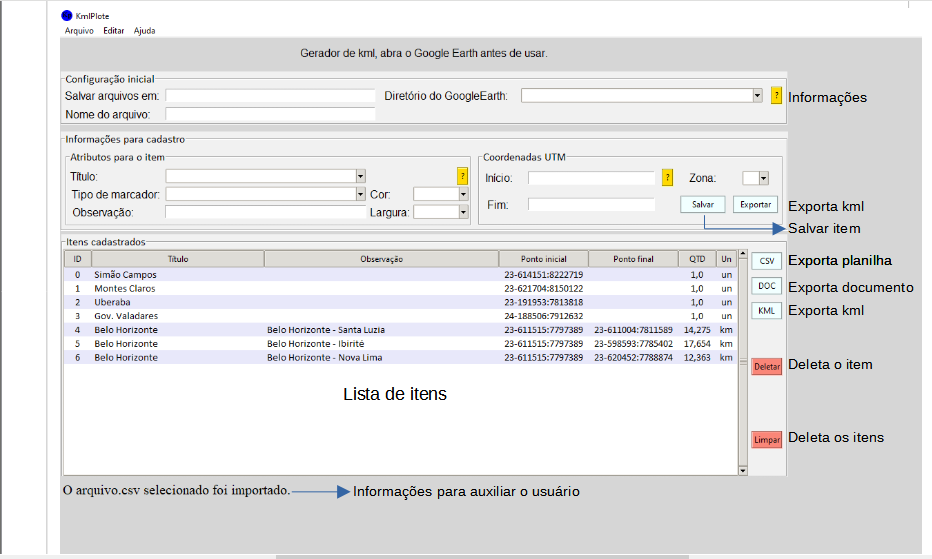 KmlPlote
Arquivo Editar Ajuda
Gerador de kml, abra o Google Earth antes de usar.
Configuração inicial
Salvar arquivos em: Diretório do GoogleEarth: ? Informações
Nome do arquivo:
Informações para cadastro
Atributos para o item Coordenadas UTM
Título: ? Início: ? Zona:
Tipo de marcador: Cor:
Observação: Largura: Fim: Salvar Exportar Exporta kml
Salvar item
Itens cadastrados
ID Título Observação Ponto inicial Ponto final QTD Un CSV Exporta planilha
0 Simão Campos 23-614151:8222719 1,0 un
1 Montes Claros 23-621704:8150122 1,0 un DOC Exporta documento
2 Uberaba 23-191953:7813818 1,0 un
3 Gov. Valadares 24-188506:7912632 1,0 un KML Exporta kml
4 Belo Horizonte Belo Horizonte - Santa Luzia 23-611515:7797389 23-611004:7811589 14,275 km
5 Belo Horizonte Belo Horizonte - Ibirité 23-611515:7797389 23-598593:7785402 17,654 km
6 Belo Horizonte Belo Horizonte - Nova Lima 23-611515:7797389 23-620452:7788874 12,363 km
Deletar Deleta o item
Lista de itens
Limpar Deleta os itens
O arquivo.csv selecionado foi importado. Informações para auxiliar o usuário